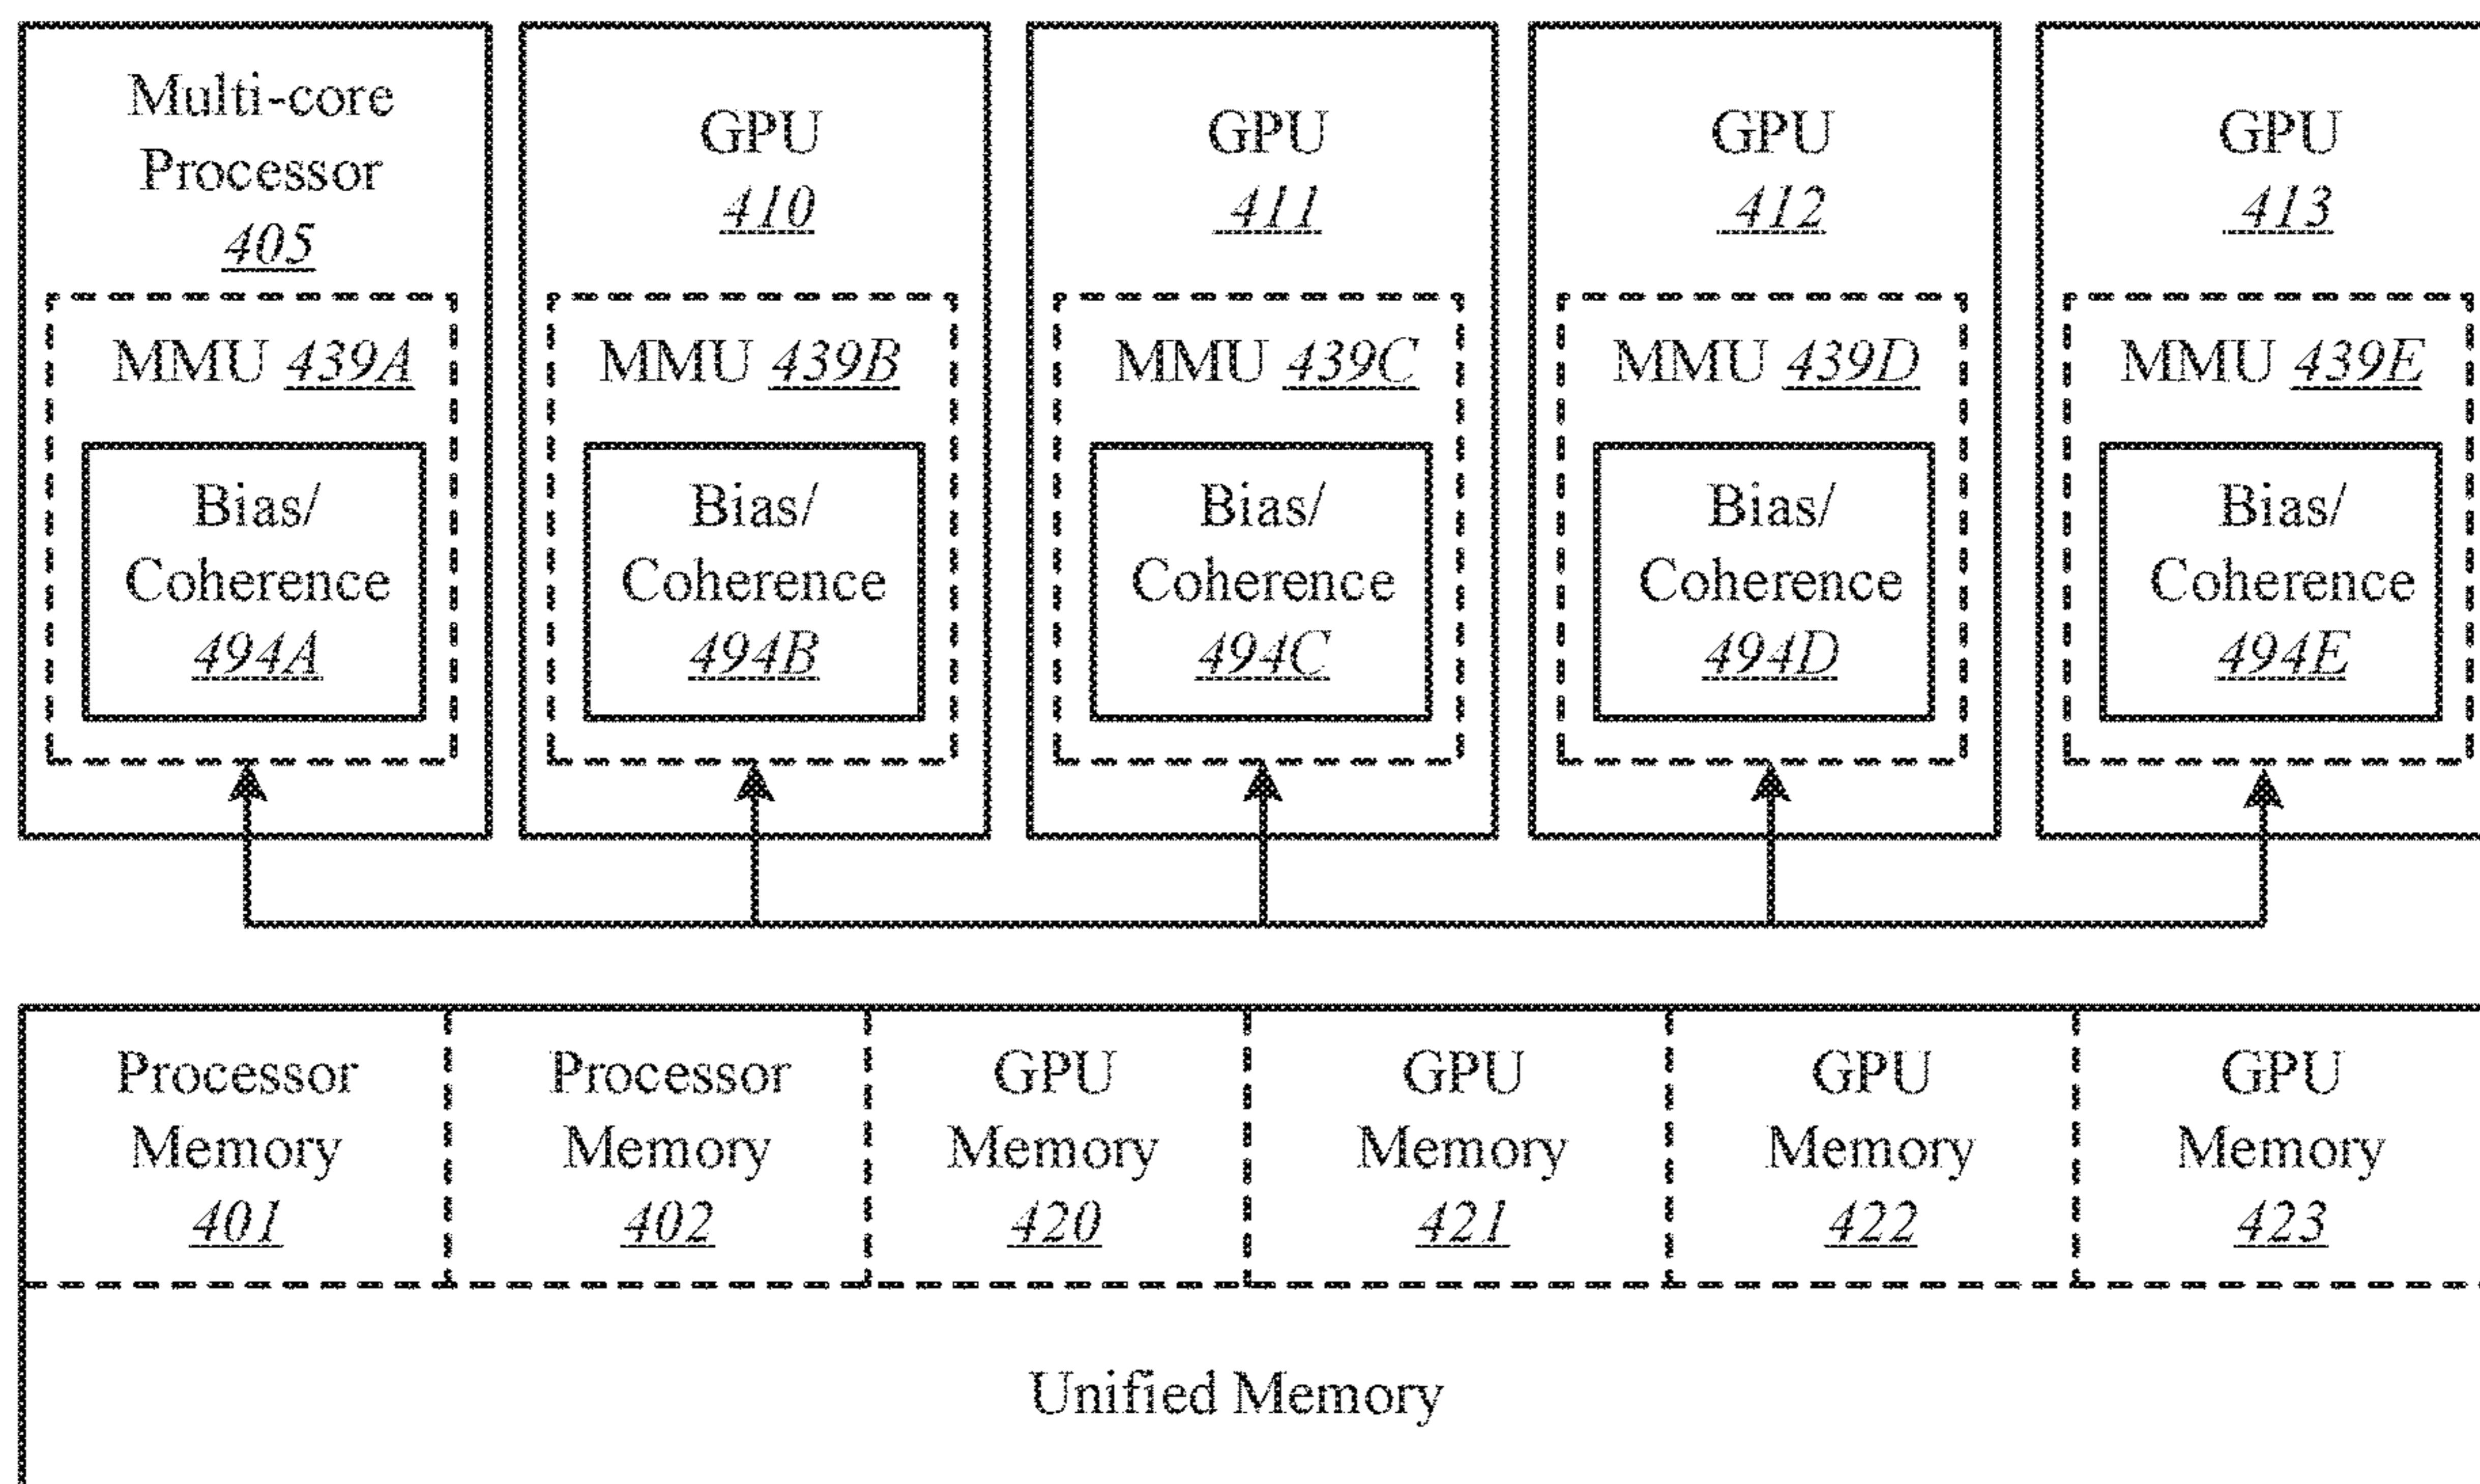 Multi-core
Processor
405
MMU 439A
Bias/
Coherence
494A
GPU
410
MMU 439B
Bias/
Coherence
494B
GPU
411
MMU 439C
Bias/
Coherence
494C
GPU
412
MMU 439D
Bias/
Coherence
494D
GPU
413
MMU 439E
Bias/
Coherence
494E
Processor
Memory
401
Processor
Memory
402
GPU
Memory
420
GPU
Memory
421
GPU
Memory
422
GPU
Memory
423
Unified Memory